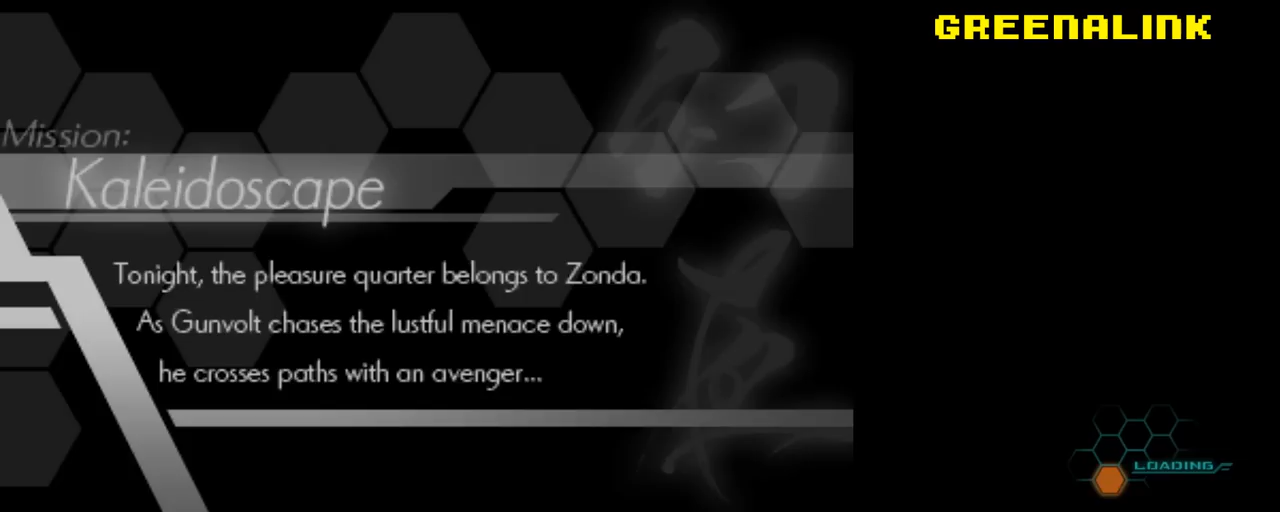 GREENALINK
Mission:
Kaleidoscope
Tonight, the pleasure quarter belongs to Zonda.
As Gunvolt chases the lustful menace down,
he crosses paths with an avenger...
LOADING